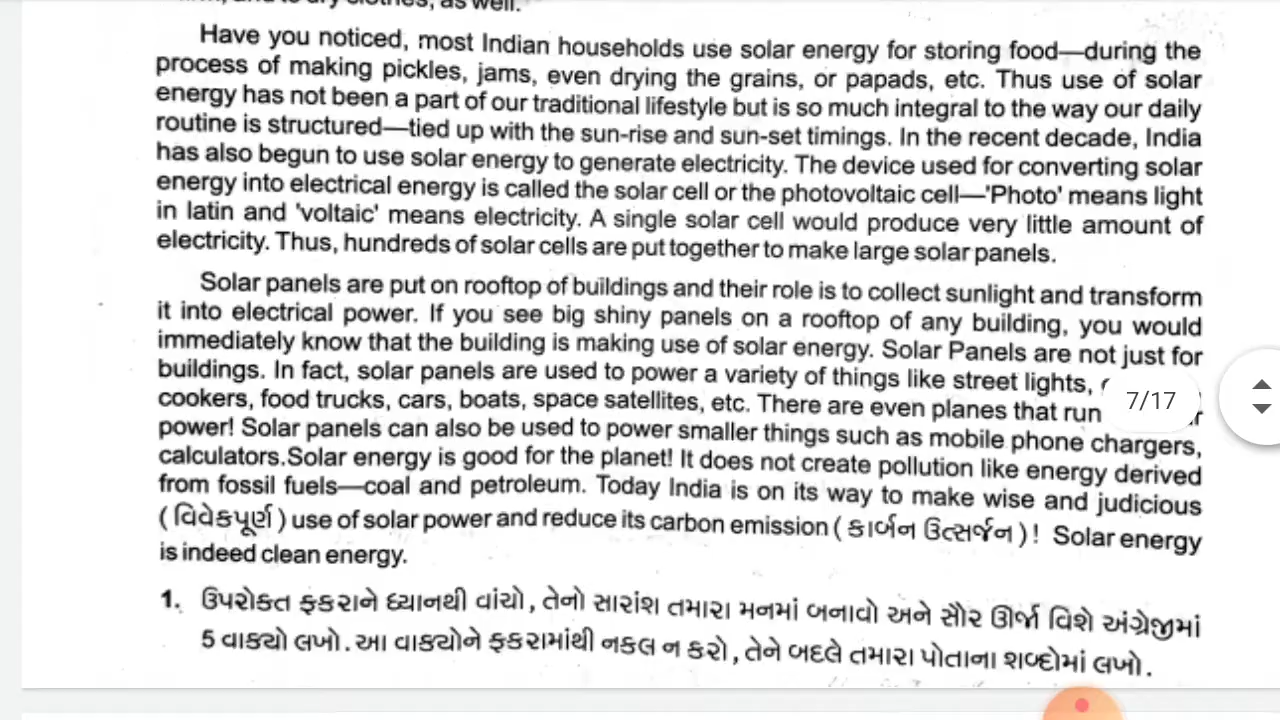 as well.
Have you noticed, most Indian households use solar energy for storing food—during the
process of making pickles, jams, even drying the grains, or papads, etc. Thus use of solar
energy has not been a part of our traditional lifestyle but is so much integral to the way our daily
routine is structured—tied up with the sun-rise and sun-set timings. In the recent decade, India
has also begun to use solar energy to generate electricity. The device used for converting solar
energy into electrical energy is called the solar cell or the photovoltaic cell—'Photo' means light
in latin and 'voltaic' means electricity. A single solar cell would produce very little amount of
electricity. Thus, hundreds of solar cells are put together to make large solar panels.
Solar panels are put on rooftop of buildings and their role is to collect sunlight and transform
it into electrical power. If you see big shiny panels on a rooftop of any building, you would
immediately know that the building is making use of solar energy. Solar Panels are not just for
buildings. In fact, solar panels are used to power a variety of things like street lights,
cookers, food trucks, cars, boats, space satellites, etc. There are even planes that run
7/17
power! Solar panels can also be used to power smaller things such as mobile phone chargers,
calculators.Solar energy is good for the planet! It does not create pollution like energy derived
from fossil fuels—coal and petroleum. Today India is on its way to make wise and judicious
(વિવેકપૂર્ણ) use of solar power and reduce its carbon emission (કાર્બન ઉત્સર્જન)! Solar energy
is indeed clean energy.
1. ઉપરોક્ત ફકરાને ધ્યાનથી વાંચો, તેનો સારાંશ તમારા મનમાં બનાવો અને સૌર ઊર્જા વિશે અંગ્રેજીમાં
5 વાક્યો લખો. આ વાક્યોને ફકરામાંથી નકલ ન કરો, તેને બદલે તમારા પોતાના શબ્દોમાં લખો.